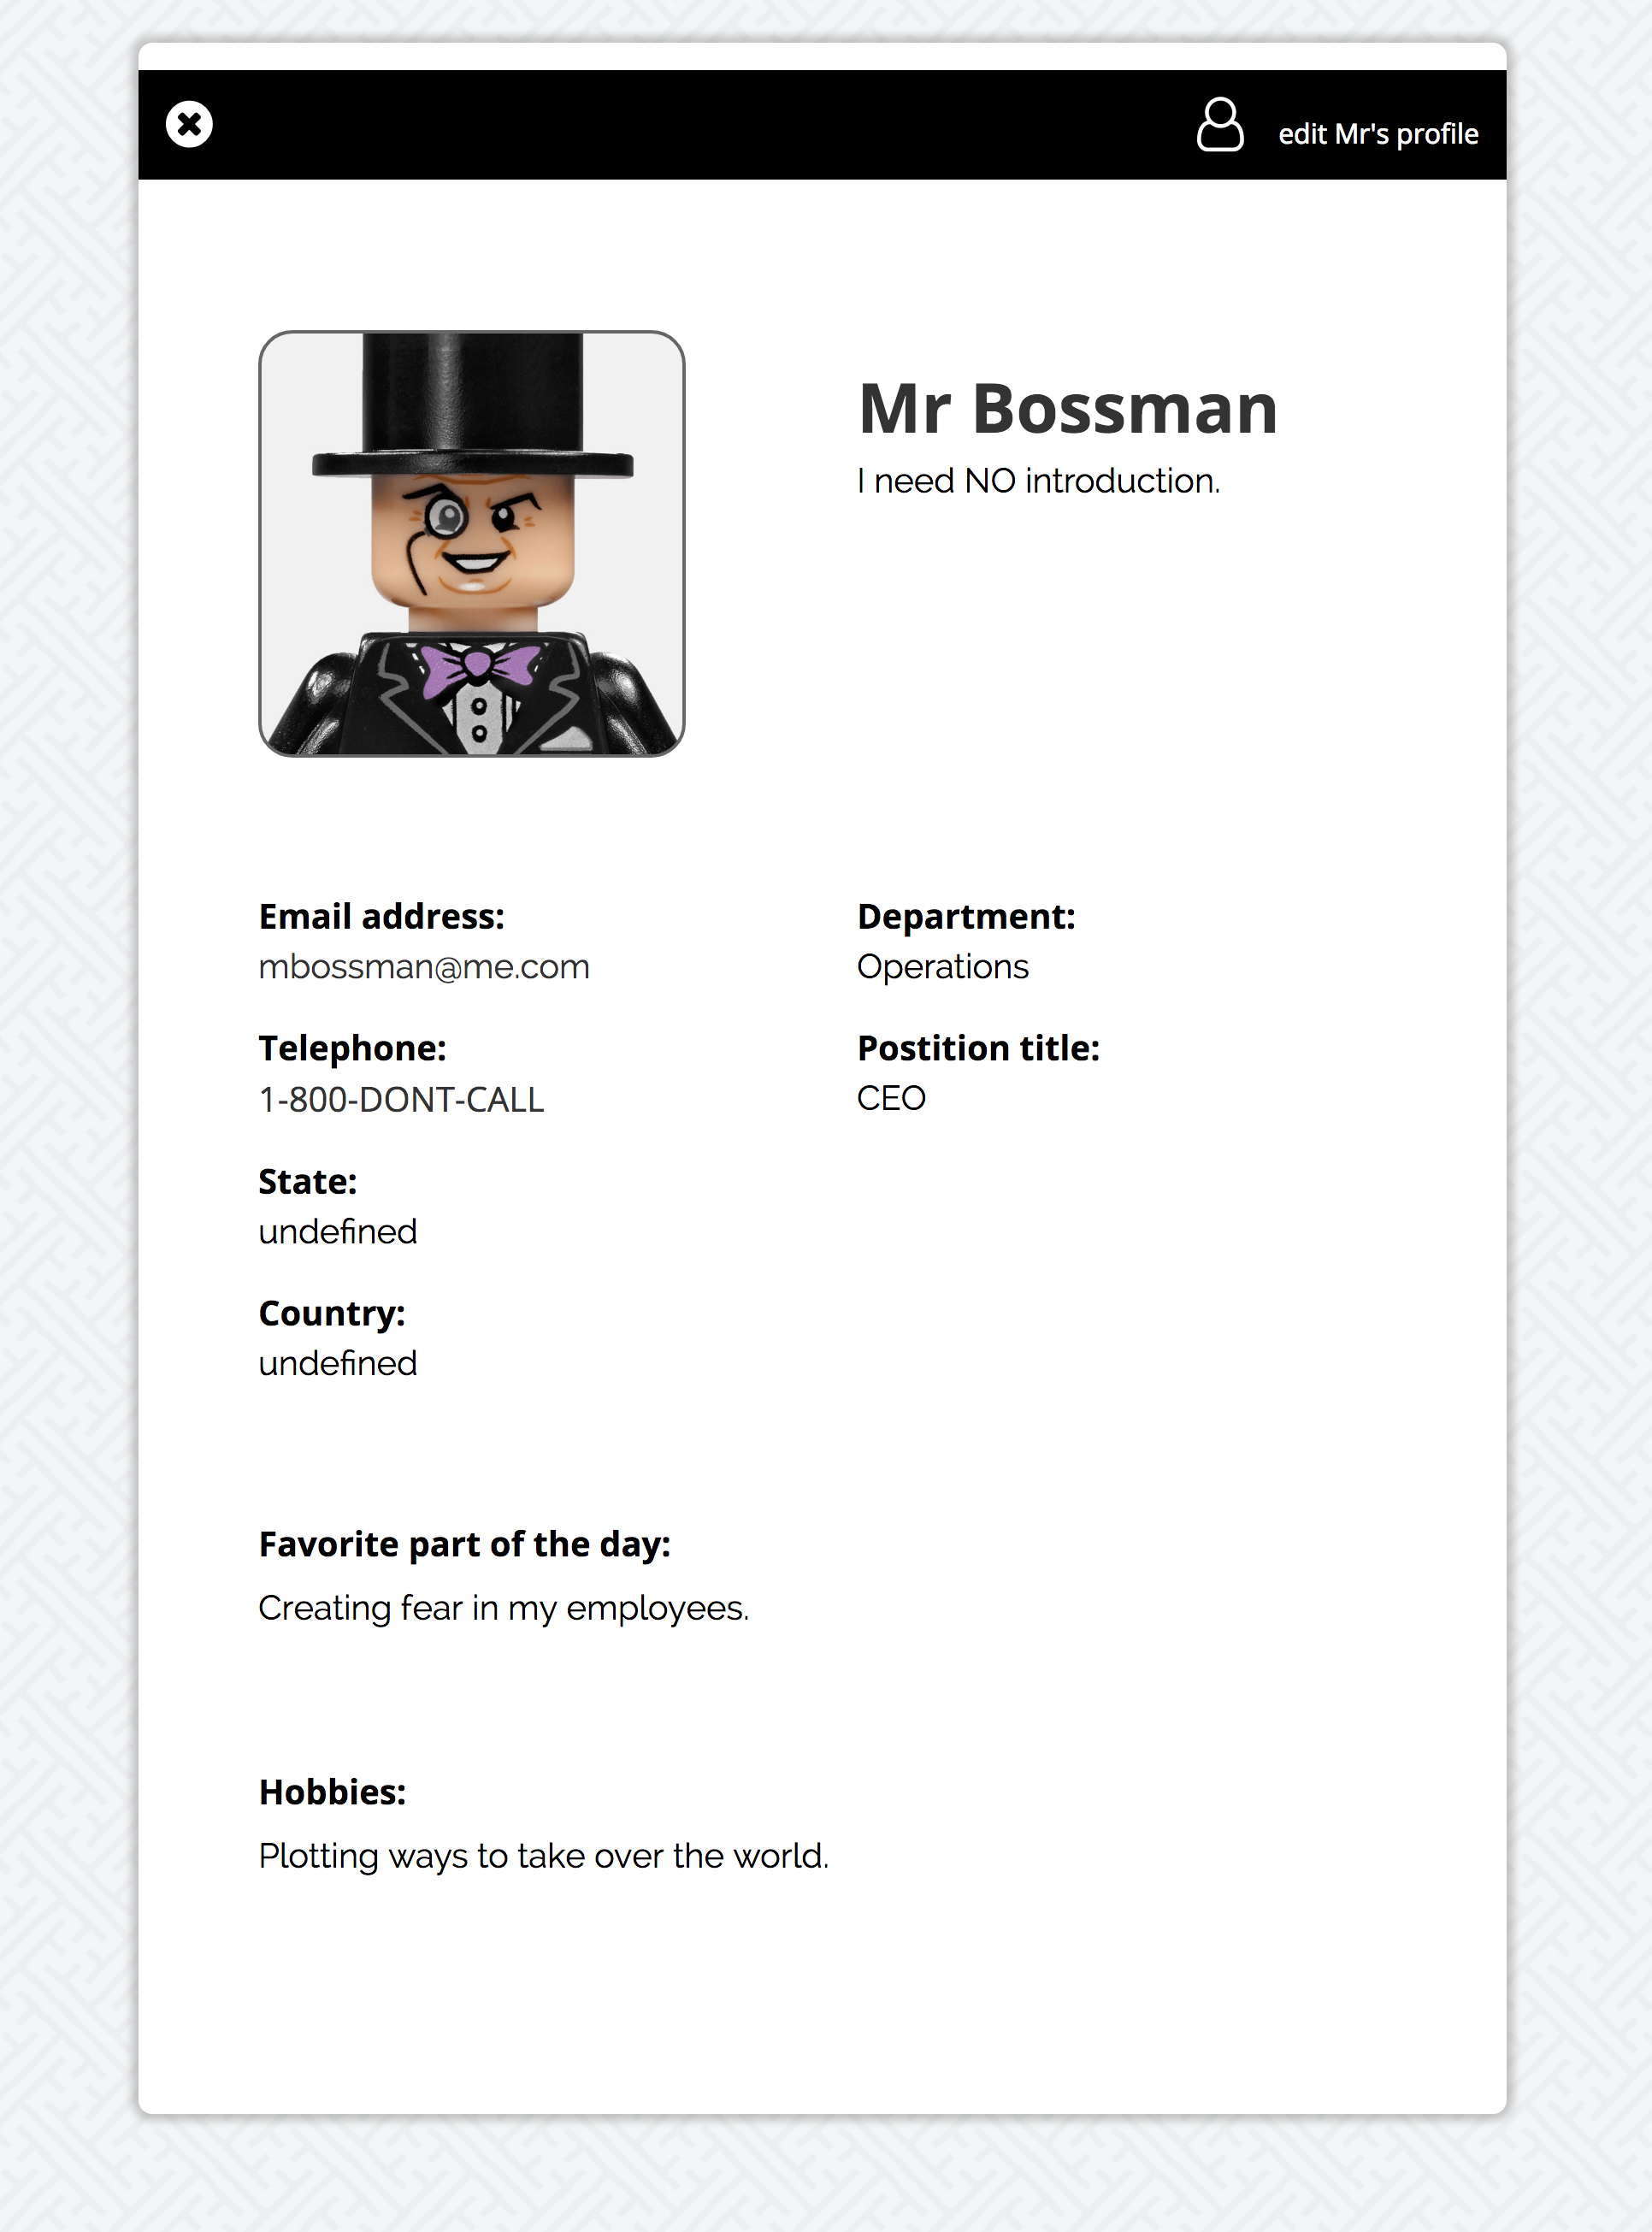 edit Mr's profile
Mr Bossman
I need NO introduction.
Email address:
mbossman@me.com
Department:
Operations
Telephone:
1-800-DONT-CALL
Postition title:
CEO
State:
undefined
Country:
undefined
Favorite part of the day:
Creating fear in my employees.
Hobbies:
Plotting ways to take over the world.